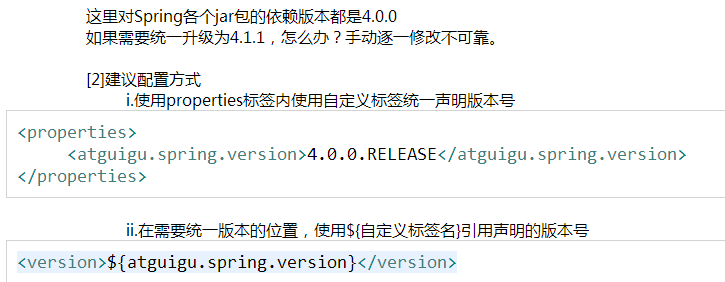 这里对Spring各个jar包的依赖版本都是4.0.0
如果需要统一升级为4.1.1，怎么办？手动逐一修改不可靠。
[2]建议配置方式
i.使用properties标签内使用自定义标签统一声明版本号
<properties>
<atguigu.spring.version>4.0.0.RELEASE</atguigu.spring.version>
</properties>
ii.在需要统一版本的位置，使用${自定义标签名}引用声明的版本号
<version>${atguigu.spring.version}</version>